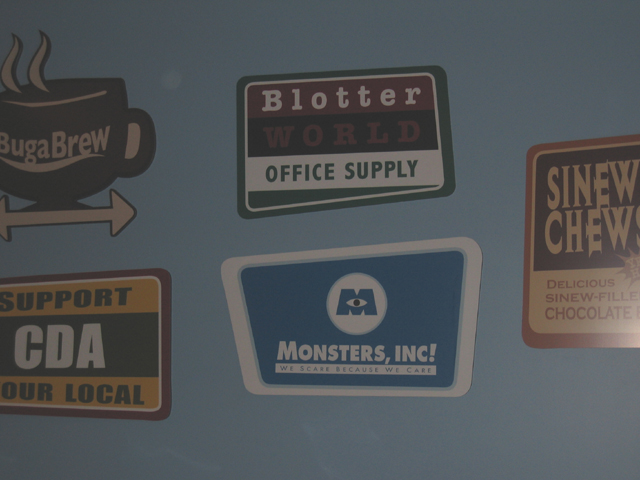 BugaBrew
Blotter
WORLD
OFFICE SUPPLY
SINEW
CHEWS
DELICIOUS
SINEW-FILLE
CHOCOLATE
SUPPORT
CDA
YOUR LOCAL
M
MONSTERS, INC!
WE SCARE BECAUSE WE CARE